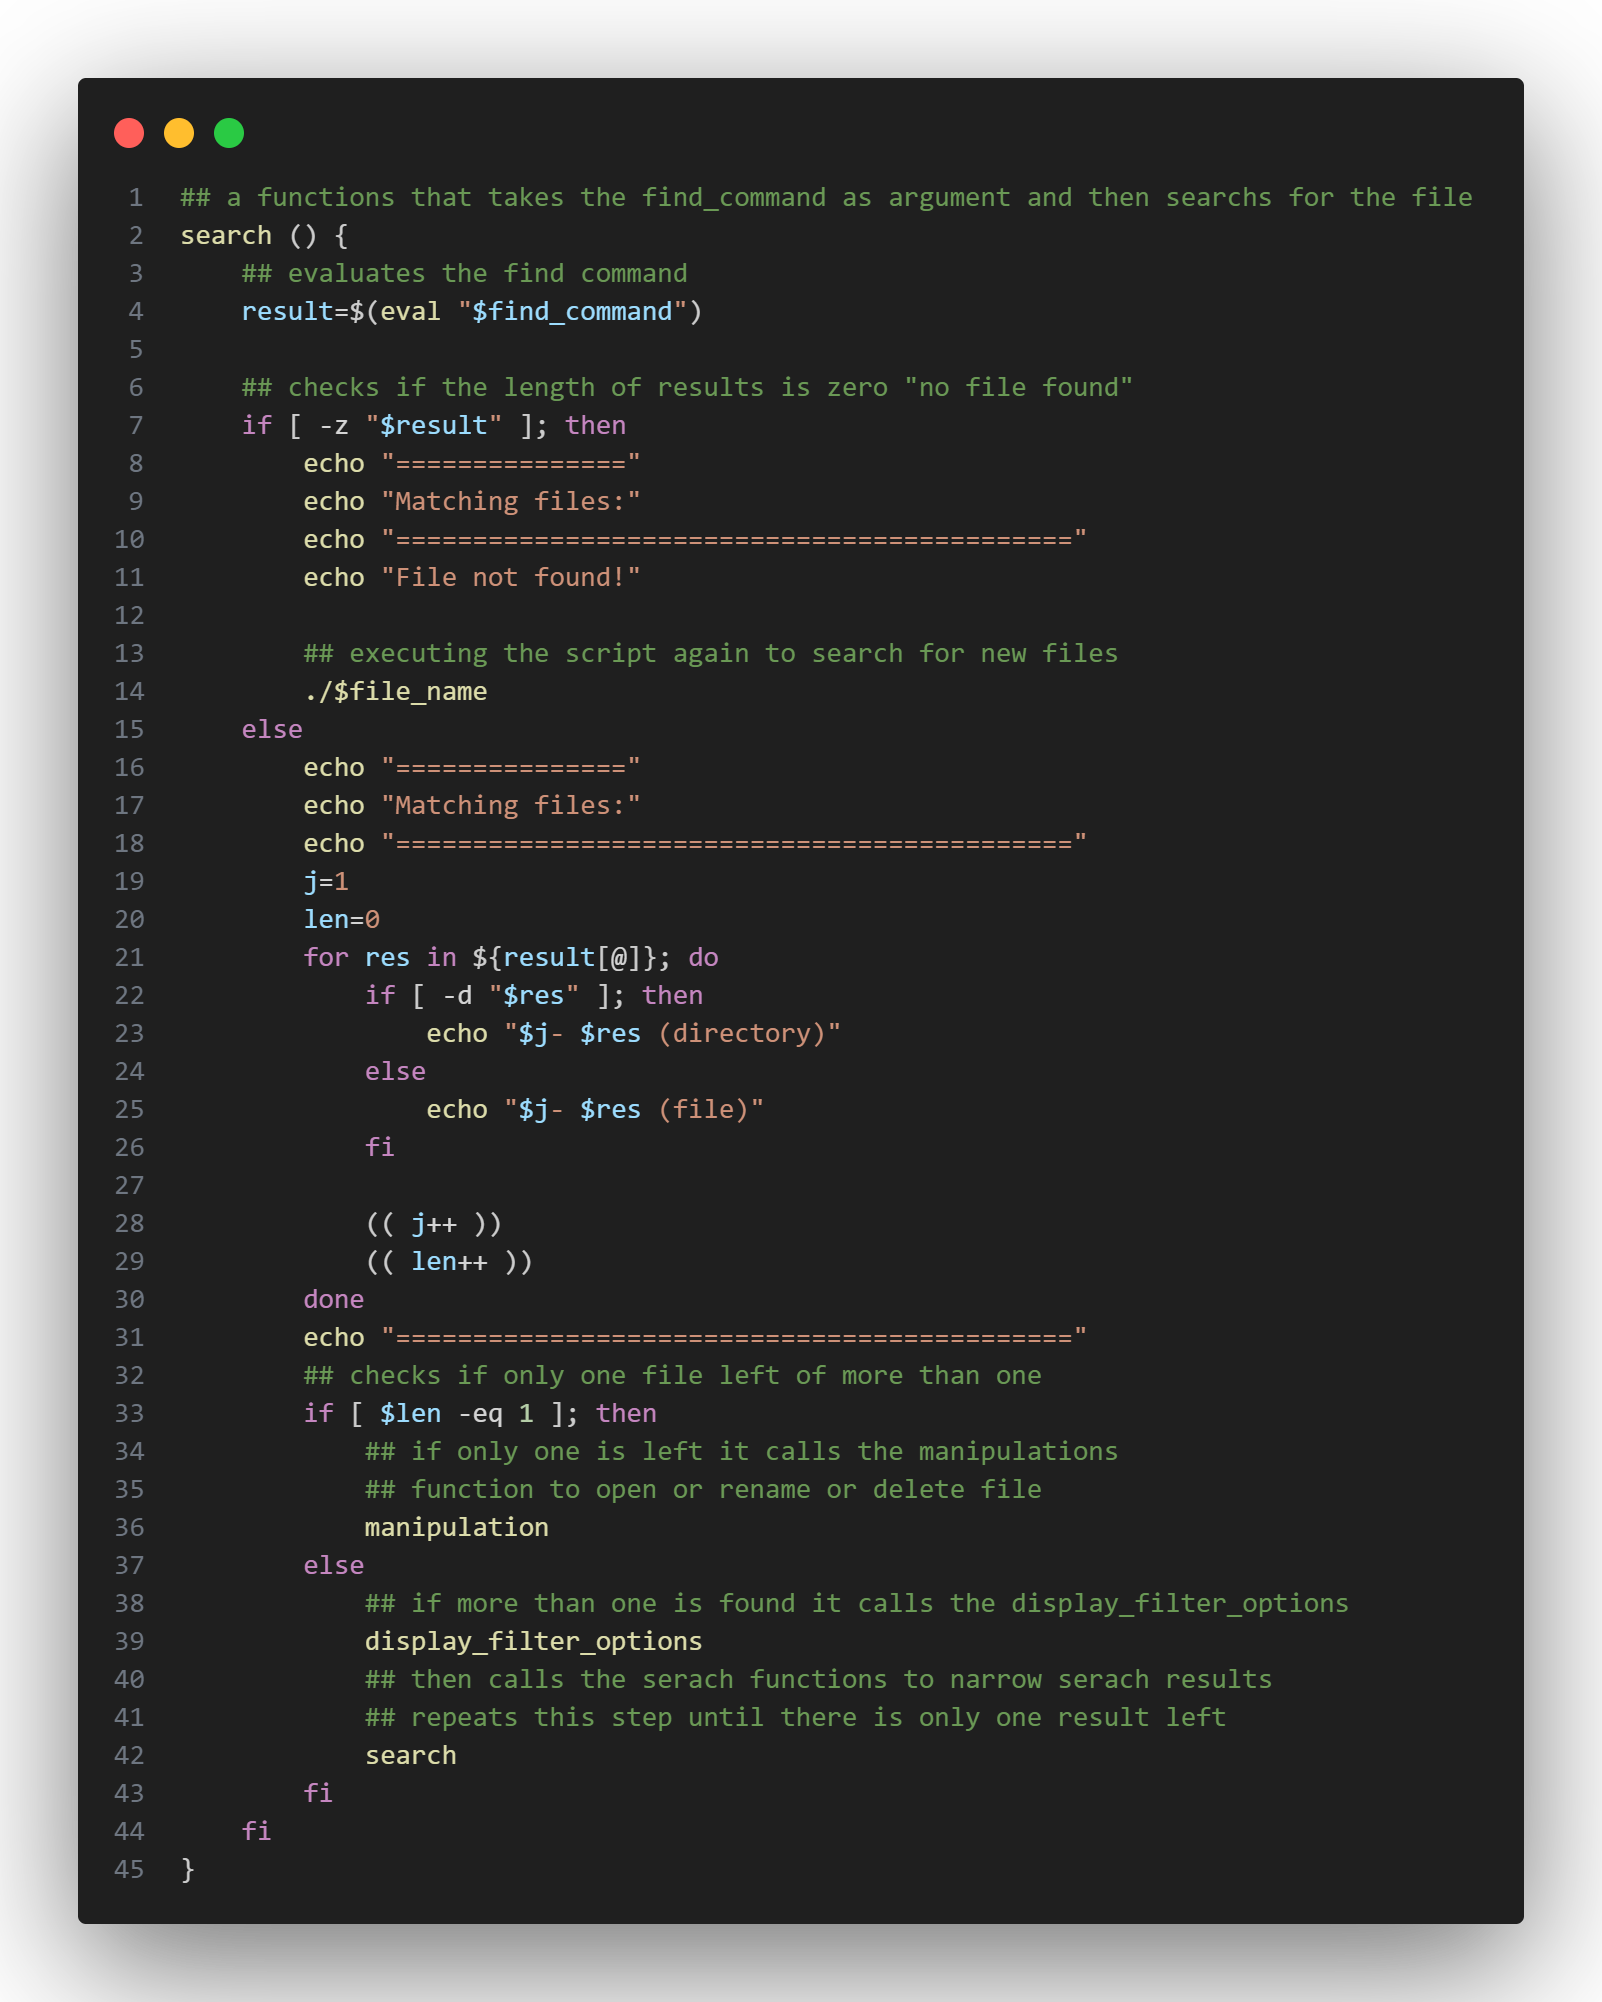 1 ## a functions that takes the find_command as argument and then searchs for the file
2 search () {
3     ## evaluates the find command
4     result=$(eval "$find_command")
5
6     ## checks if the length of results is zero "no file found"
7     if [ -z "$result" ]; then
8         echo "==============="
9         echo "Matching files:"
10         echo "============================================"
11         echo "File not found!"
12
13         ## executing the script again to search for new files
14         ./$file_name
15     else
16         echo "==============="
17         echo "Matching files:"
18         echo "============================================"
19         j=1
20         len=0
21         for res in ${result[@]}; do
22             if [ -d "$res" ]; then
23                 echo "$j- $res (directory)"
24             else
25                 echo "$j- $res (file)"
26             fi
27
28             (( j++ ))
29             (( len++ ))
30         done
31         echo "============================================"
32         ## checks if only one file left of more than one
33         if [ $len -eq 1 ]; then
34             ## if only one is left it calls the manipulations
35             ## function to open or rename or delete file
36             manipulation
37         else
38             ## if more than one is found it calls the display_filter_options
39             display_filter_options
40             ## then calls the serach functions to narrow serach results
41             ## repeats this step until there is only one result left
42             search
43         fi
44     fi
45 }